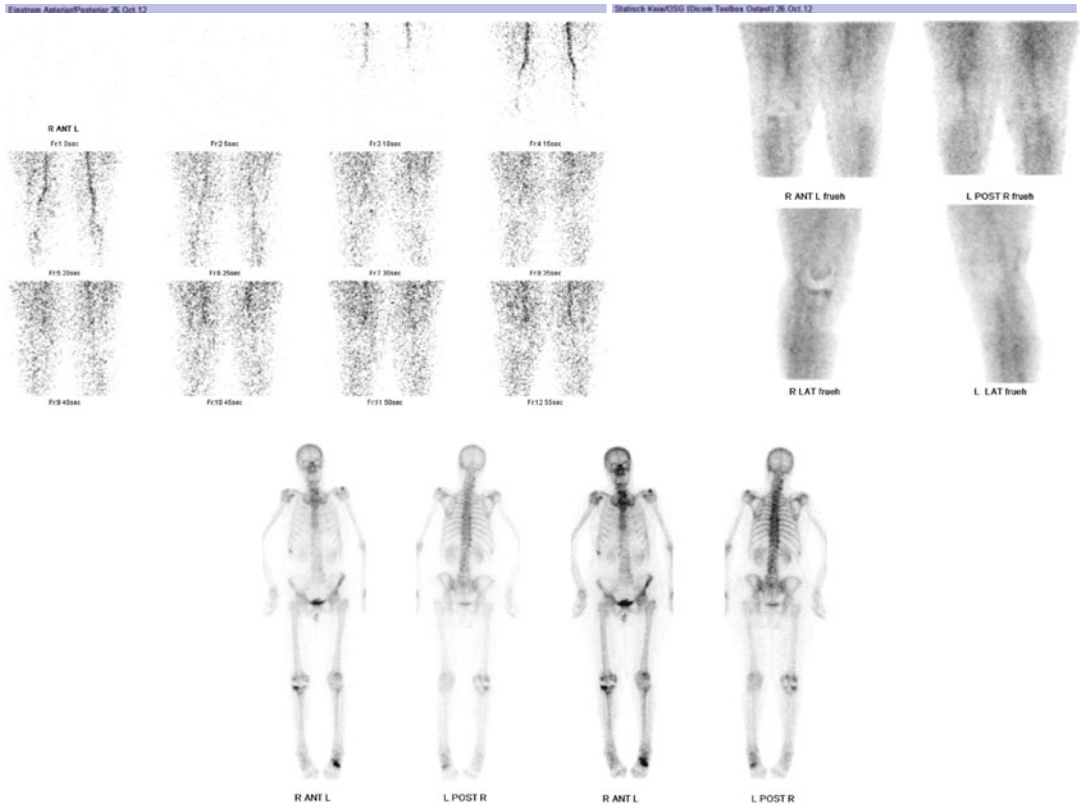 Einstrom Anterior/Posterior 26.Oct.12
Statisch Knie/OSG [Dicom Toolbox Output] 26.Oct.12
R ANT L
Fr:1 0sec
Fr:2 5sec
Fr:3 10sec
Fr:4 15sec
R ANT L frueh
L POST R frueh
Fr:5 20sec
Fr:6 25sec
Fr:7 30sec
Fr:8 35sec
Fr:9 40sec
Fr:10 45sec
Fr:11 50sec
Fr:12 55sec
R LAT frueh
L LAT frueh
R ANT L
L POST R
R ANT L
L POST R